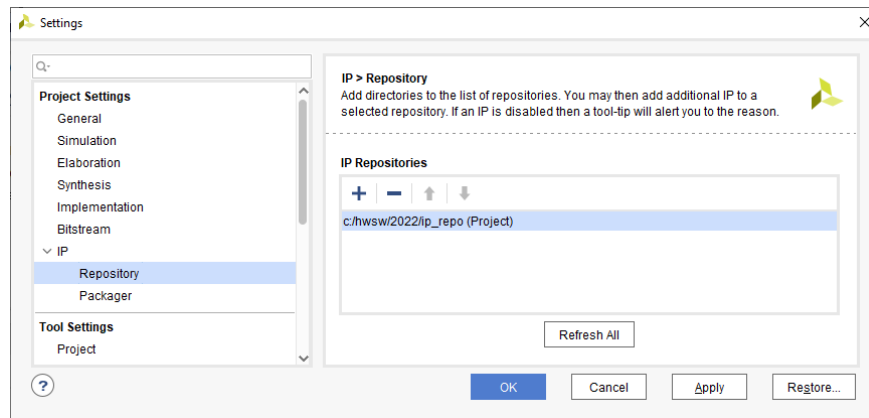 Settings
Q-
Project Settings
General
Simulation
Elaboration
Synthesis
Implementation
Bitstream
IP
Repository
Packager
Tool Settings
Project
IP > Repository
Add directories to the list of repositories. You may then add additional IP to a
selected repository. If an IP is disabled then a tool-tip will alert you to the reason.
IP Repositories
c:/hwsw/2022/ip_repo (Project)
Refresh All
?
OK
Cancel
Apply
Restore...